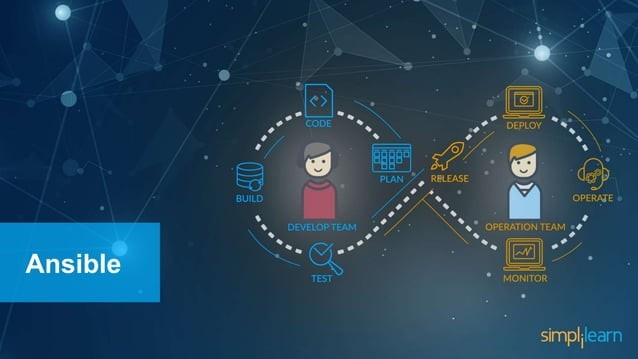 CODE
DEPLOY
PLAN
RELEASE
BUILD
OPERATE
DEVELOP TEAM
OPERATION TEAM
Ansible
TEST
MONITOR
simplilearn